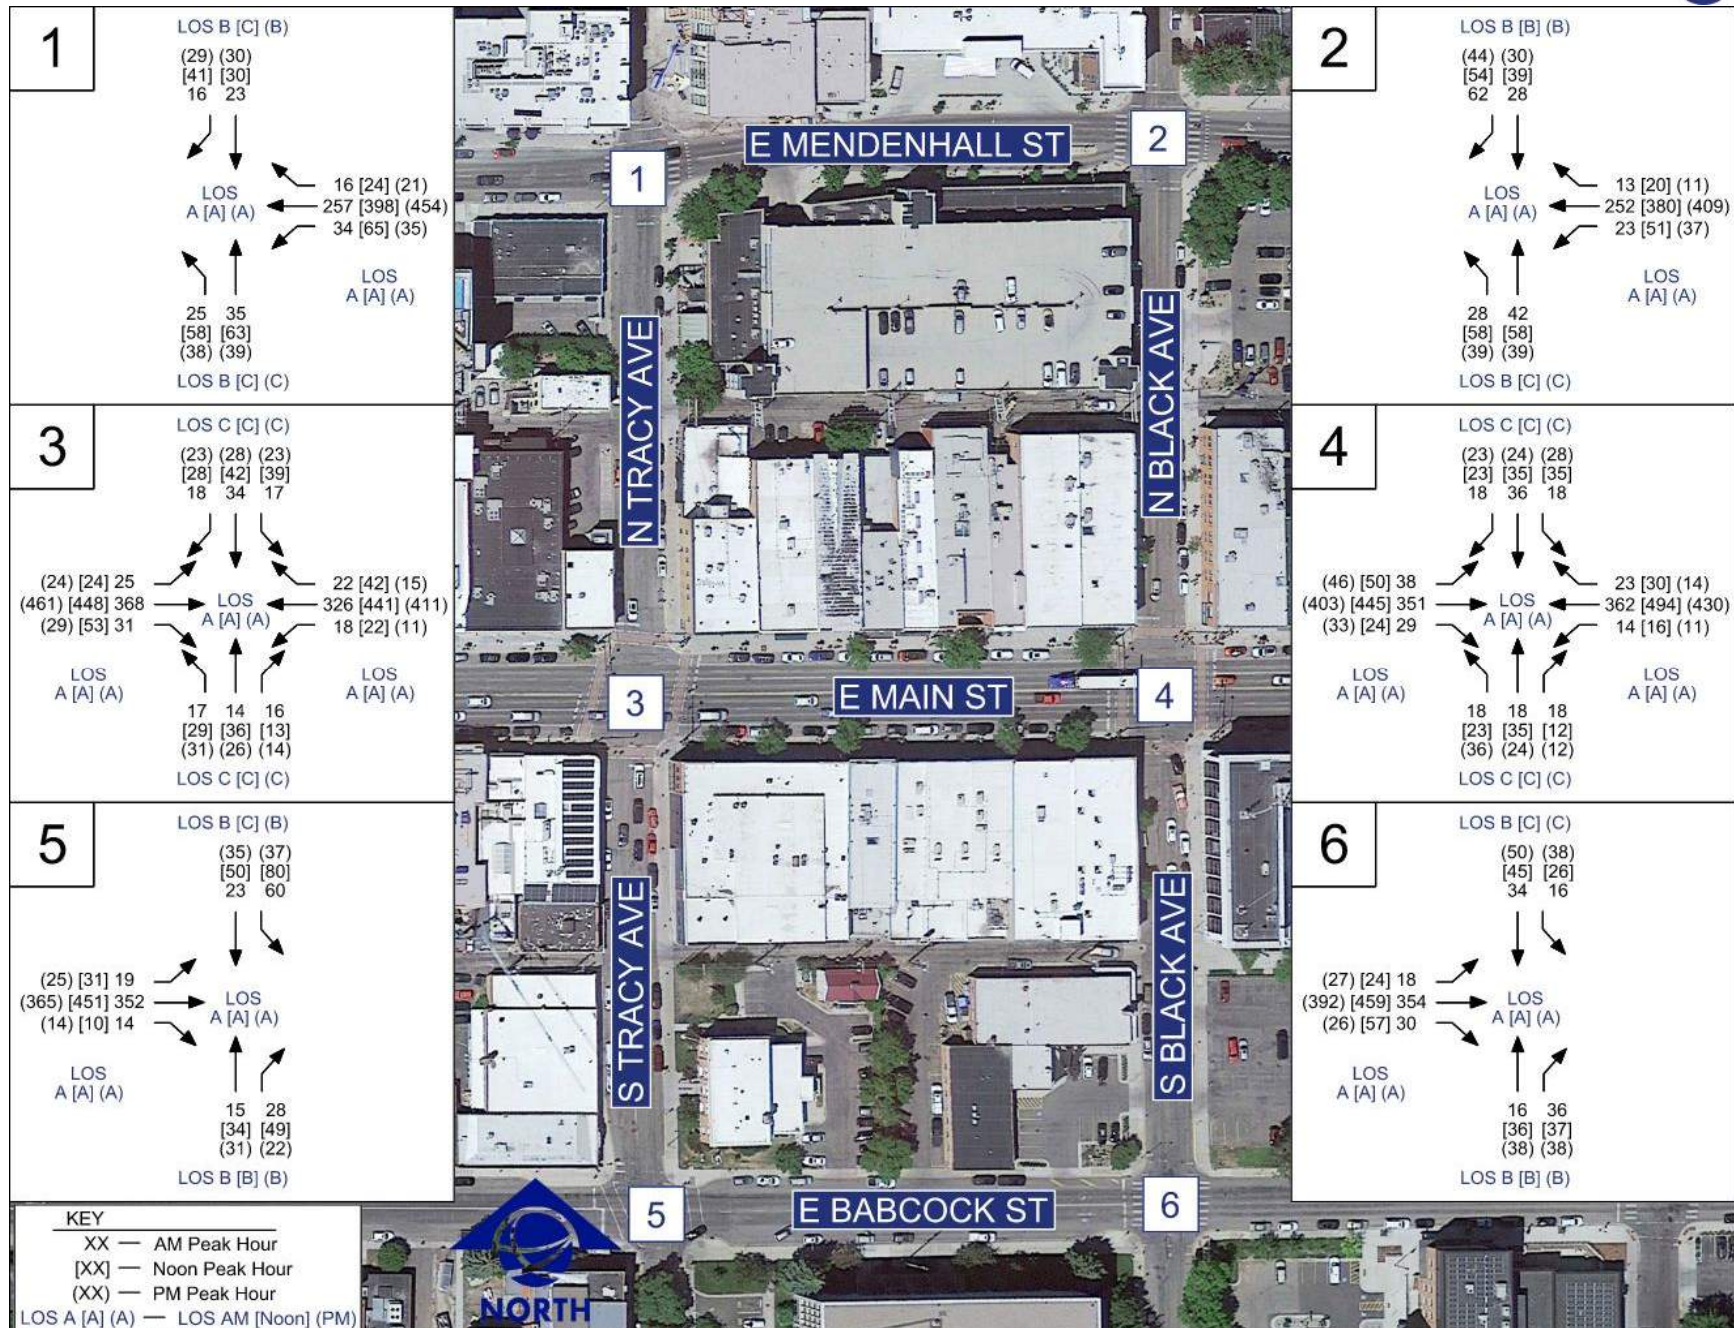 1
LOS B [C] (B)
(29) (30)
[41] [30]
16 23
LOS
A [A] (A)
16 [24] (21)
257 [398] (454)
34 [65] (35)
LOS
A [A] (A)
25 35
[58] [63]
(38) (39)
LOS B [C] (C)
2
LOS B [B] (B)
(44) (30)
[54] [39]
62 28
LOS
A [A] (A)
13 [20] (11)
252 [380] (409)
23 [51] (37)
LOS
A [A] (A)
28 42
[58] [58]
(39) (39)
LOS B [C] (C)
3
LOS C [C] (C)
(23) (28) (23)
[28] [42] [39]
18 34 17
(24) [24] 25
(461) [448] 368
(29) [53] 31
LOS
A [A] (A)
22 [42] (15)
326 [441] (411)
18 [22] (11)
LOS
A [A] (A)
LOS
A [A] (A)
17 14 16
[29] [36] [13]
(31) (26) (14)
LOS C [C] (C)
4
LOS C [C] (C)
(23) (24) (28)
[23] [35] [35]
18 36 18
(46) [50] 38
(403) [445] 351
(33) [24] 29
LOS
A [A] (A)
23 [30] (14)
362 [494] (430)
14 [16] (11)
LOS
A [A] (A)
LOS
A [A] (A)
18 18 18
[23] [35] [12]
(36) (24) (12)
LOS C [C] (C)
5
LOS B [C] (B)
(35) (37)
[50] [80]
23 60
(25) [31] 19
(365) [451] 352
(14) [10] 14
LOS
A [A] (A)
LOS
A [A] (A)
15 28
[34] [49]
(31) (22)
LOS B [B] (B)
6
LOS B [C] (C)
(50) (38)
[45] [26]
34 16
(27) [24] 18
(392) [459] 354
(26) [57] 30
LOS
A [A] (A)
LOS
A [A] (A)
16 36
[36] [37]
(38) (38)
LOS B [B] (B)
E MENDENHALL ST
1
2
N TRACY AVE
N BLACK AVE
3
E MAIN ST
4
S TRACY AVE
S BLACK AVE
5
E BABCOCK ST
6
KEY
XX — AM Peak Hour
[XX] — Noon Peak Hour
(XX) — PM Peak Hour
LOS A [A] (A) — LOS AM [Noon] (PM)
NORTH